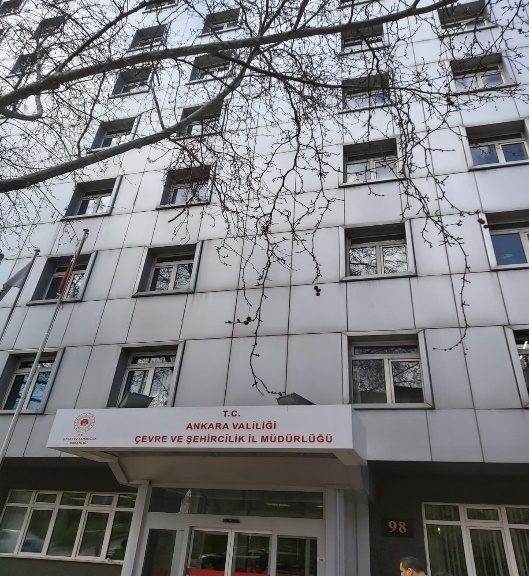 T.C.
ANKARA VALİLİĞİ
ÇEVRE VE ŞEHİRCİLİK İL MÜDÜRLÜĞÜ
98